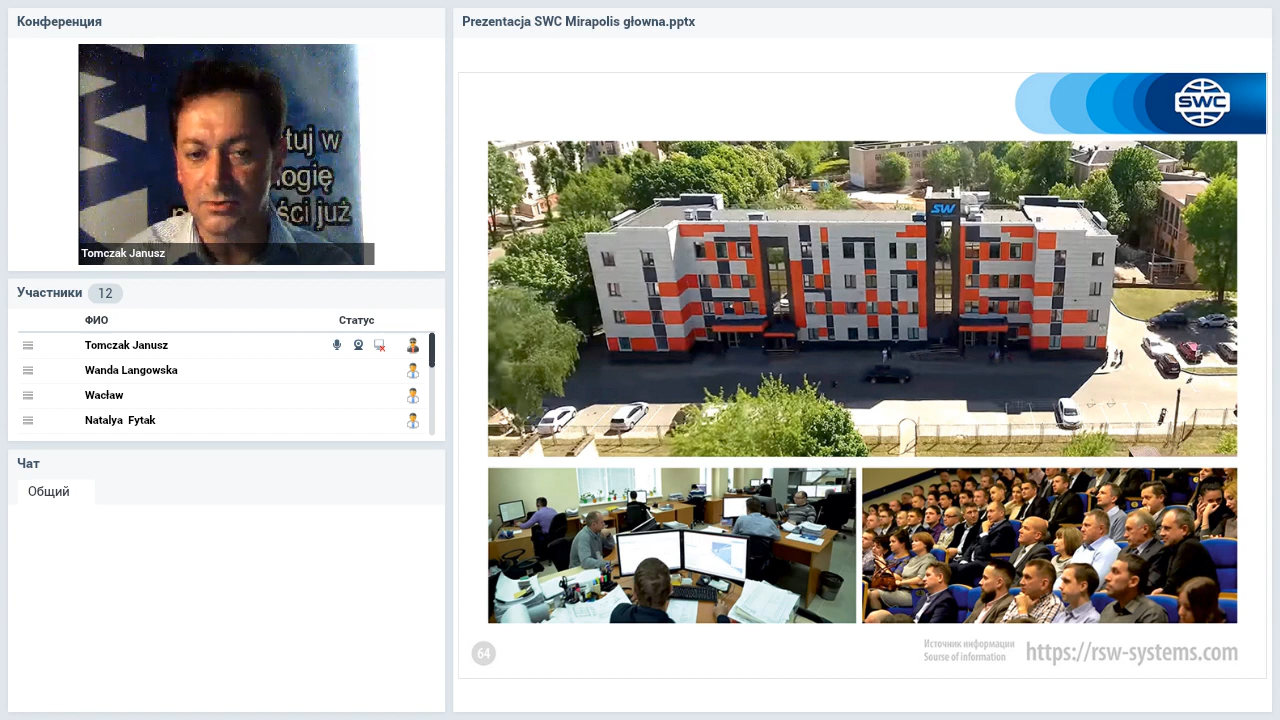 Конференция
tuj w
logię
ści już
Tomczak Janusz
Участники 12
ФИО Статус
Tomczak Janusz
Wanda Langowska
Wacław
Natalya Fytak
Чат
Общий
Prezentacja SWC Mirapolis głowna.pptx
SWC
SW
64
Источник информации
Sourse of information
https://rsw-systems.com